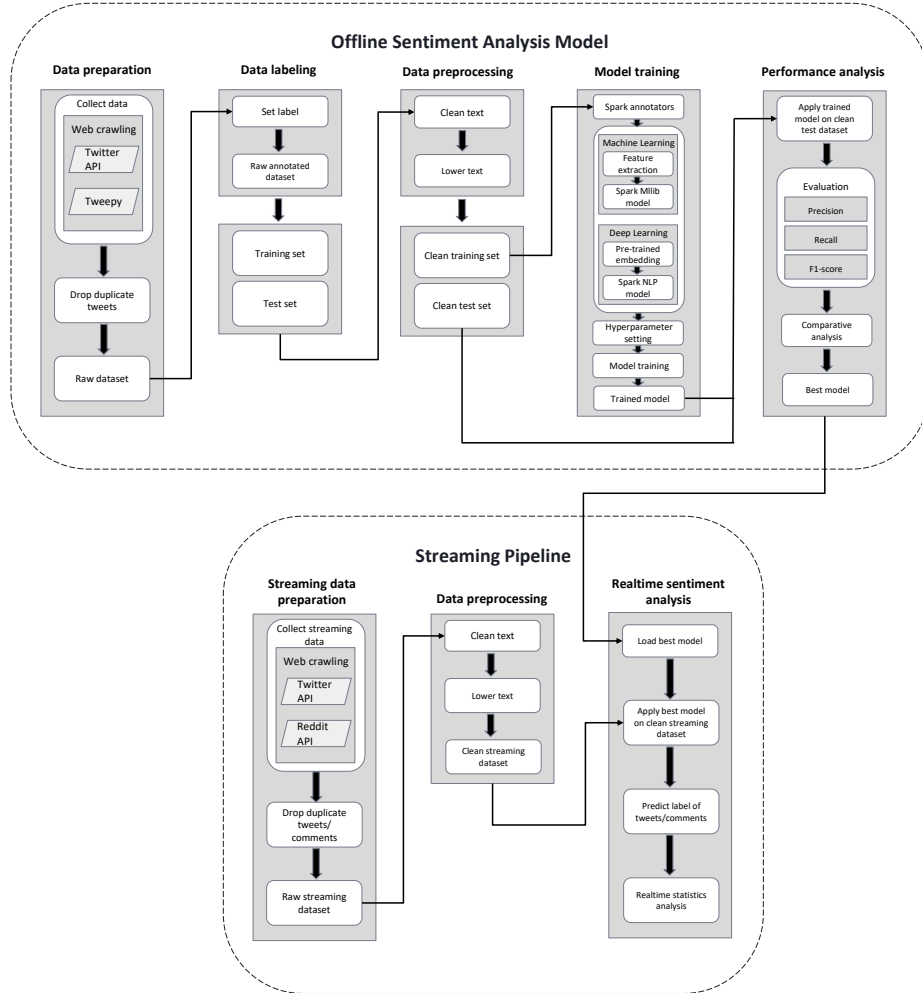 Offline Sentiment Analysis Model
Data preparation
Collect data
Web crawling
Twitter
API
Tweepy
Drop duplicate
tweets
Raw dataset
Data labeling
Set label
Raw annotated
dataset
Training set
Test set
Data preprocessing
Clean text
Lower text
Clean training set
Clean test set
Model training
Spark annotators
Machine Learning
Feature
extraction
Spark Mllib
model
Deep Learning
Pre-trained
embedding
Spark NLP
model
Hyperparameter
setting
Model training
Trained model
Performance analysis
Apply trained
model on clean
test dataset
Evaluation
Precision
Recall
F1-score
Comparative
analysis
Best model
Streaming Pipeline
Streaming data
preparation
Collect streaming
data
Web crawling
Twitter
API
Reddit
API
Drop duplicate
tweets/
comments
Raw streaming
dataset
Data preprocessing
Clean text
Lower text
Clean streaming
dataset
Realtime sentiment
analysis
Load best model
Apply best model
on clean streaming
dataset
Predict label of
tweets/comments
Realtime statistics
analysis